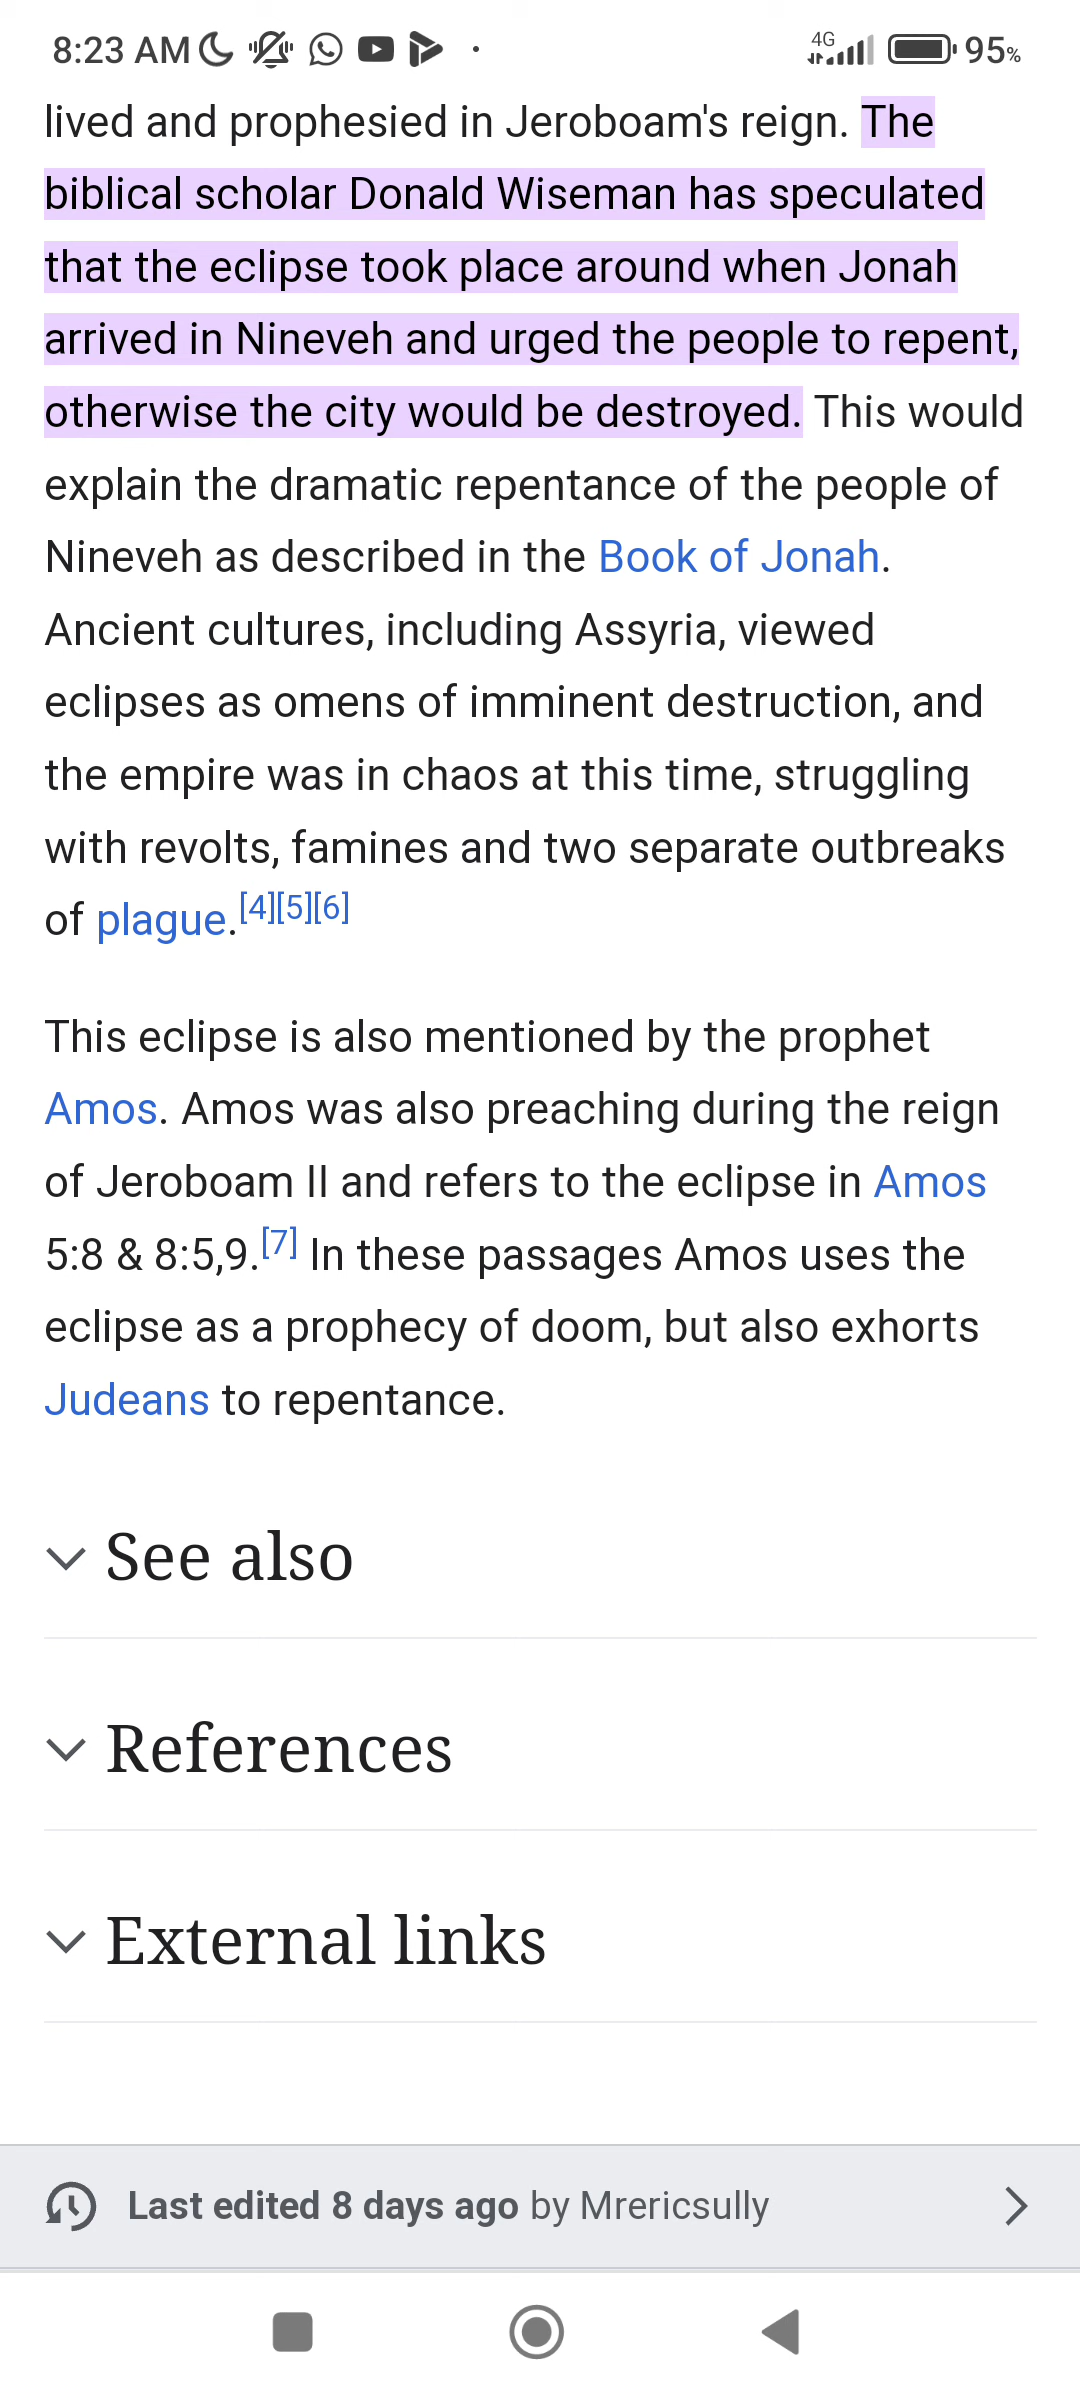 8:23 AM 4G 95%
lived and prophesied in Jeroboam's reign. The
biblical scholar Donald Wiseman has speculated
that the eclipse took place around when Jonah
arrived in Nineveh and urged the people to repent,
otherwise the city would be destroyed. This would
explain the dramatic repentance of the people of
Nineveh as described in the Book of Jonah.
Ancient cultures, including Assyria, viewed
eclipses as omens of imminent destruction, and
the empire was in chaos at this time, struggling
with revolts, famines and two separate outbreaks
of plague.[4][5][6]
This eclipse is also mentioned by the prophet
Amos. Amos was also preaching during the reign
of Jeroboam II and refers to the eclipse in Amos
5:8 & 8:5,9.[7] In these passages Amos uses the
eclipse as a prophecy of doom, but also exhorts
Judeans to repentance.
See also
References
External links
Last edited 8 days ago by Mrericsully